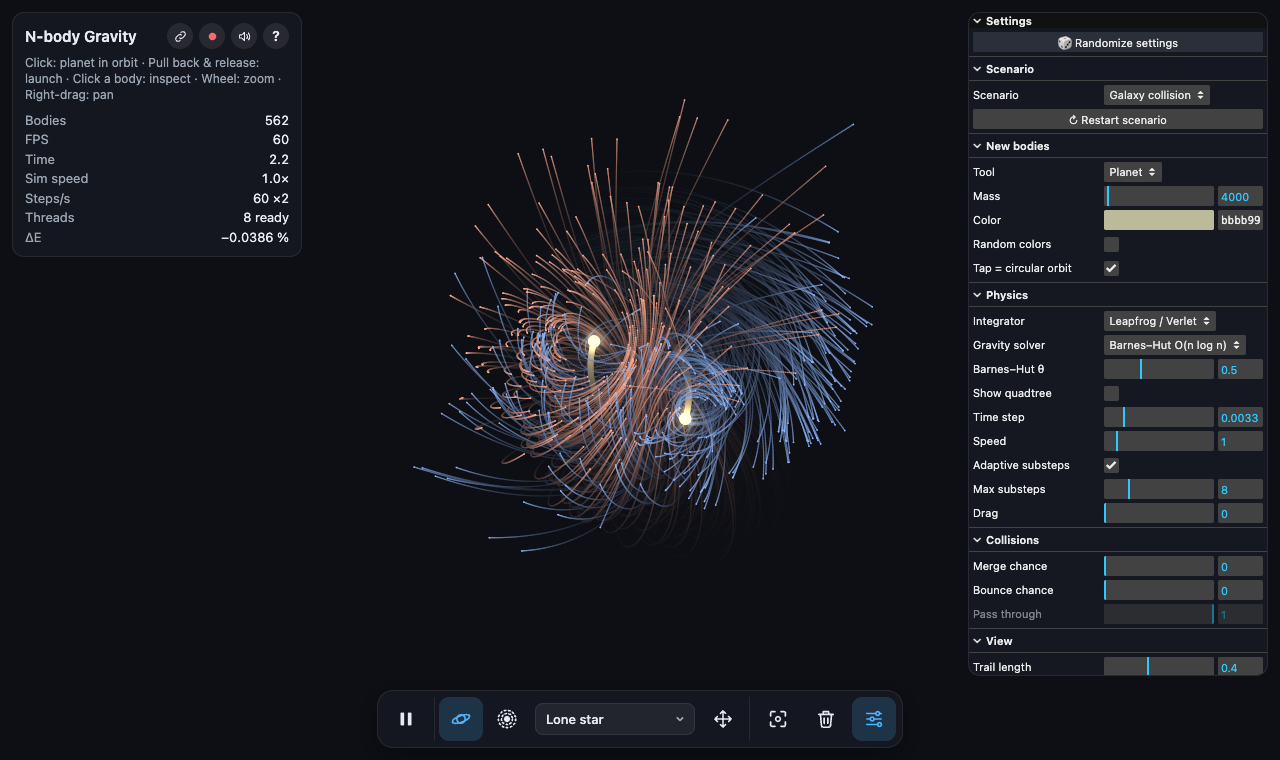 N-body Gravity
?
Click: planet in orbit · Pull back & release:
launch · Click a body: inspect · Wheel: zoom ·
Right-drag: pan
Bodies 562
FPS 60
Time 2.2
Sim speed 1.0×
Steps/s 60 ×2
Threads 8 ready
ΔE −0.0386 %
Settings
🎲 Randomize settings
Scenario
Scenario Galaxy collision
↻ Restart scenario
New bodies
Tool Planet
Mass 4000
Color bbbb99
Random colors
Tap = circular orbit
Physics
Integrator Leapfrog / Verlet
Gravity solver Barnes–Hut O(n log n)
Barnes–Hut θ 0.5
Show quadtree
Time step 0.0033
Speed 1
Adaptive substeps
Max substeps 8
Drag 0
Collisions
Merge chance 0
Bounce chance 0
Pass through 1
View
Trail length 0.4
Lone star